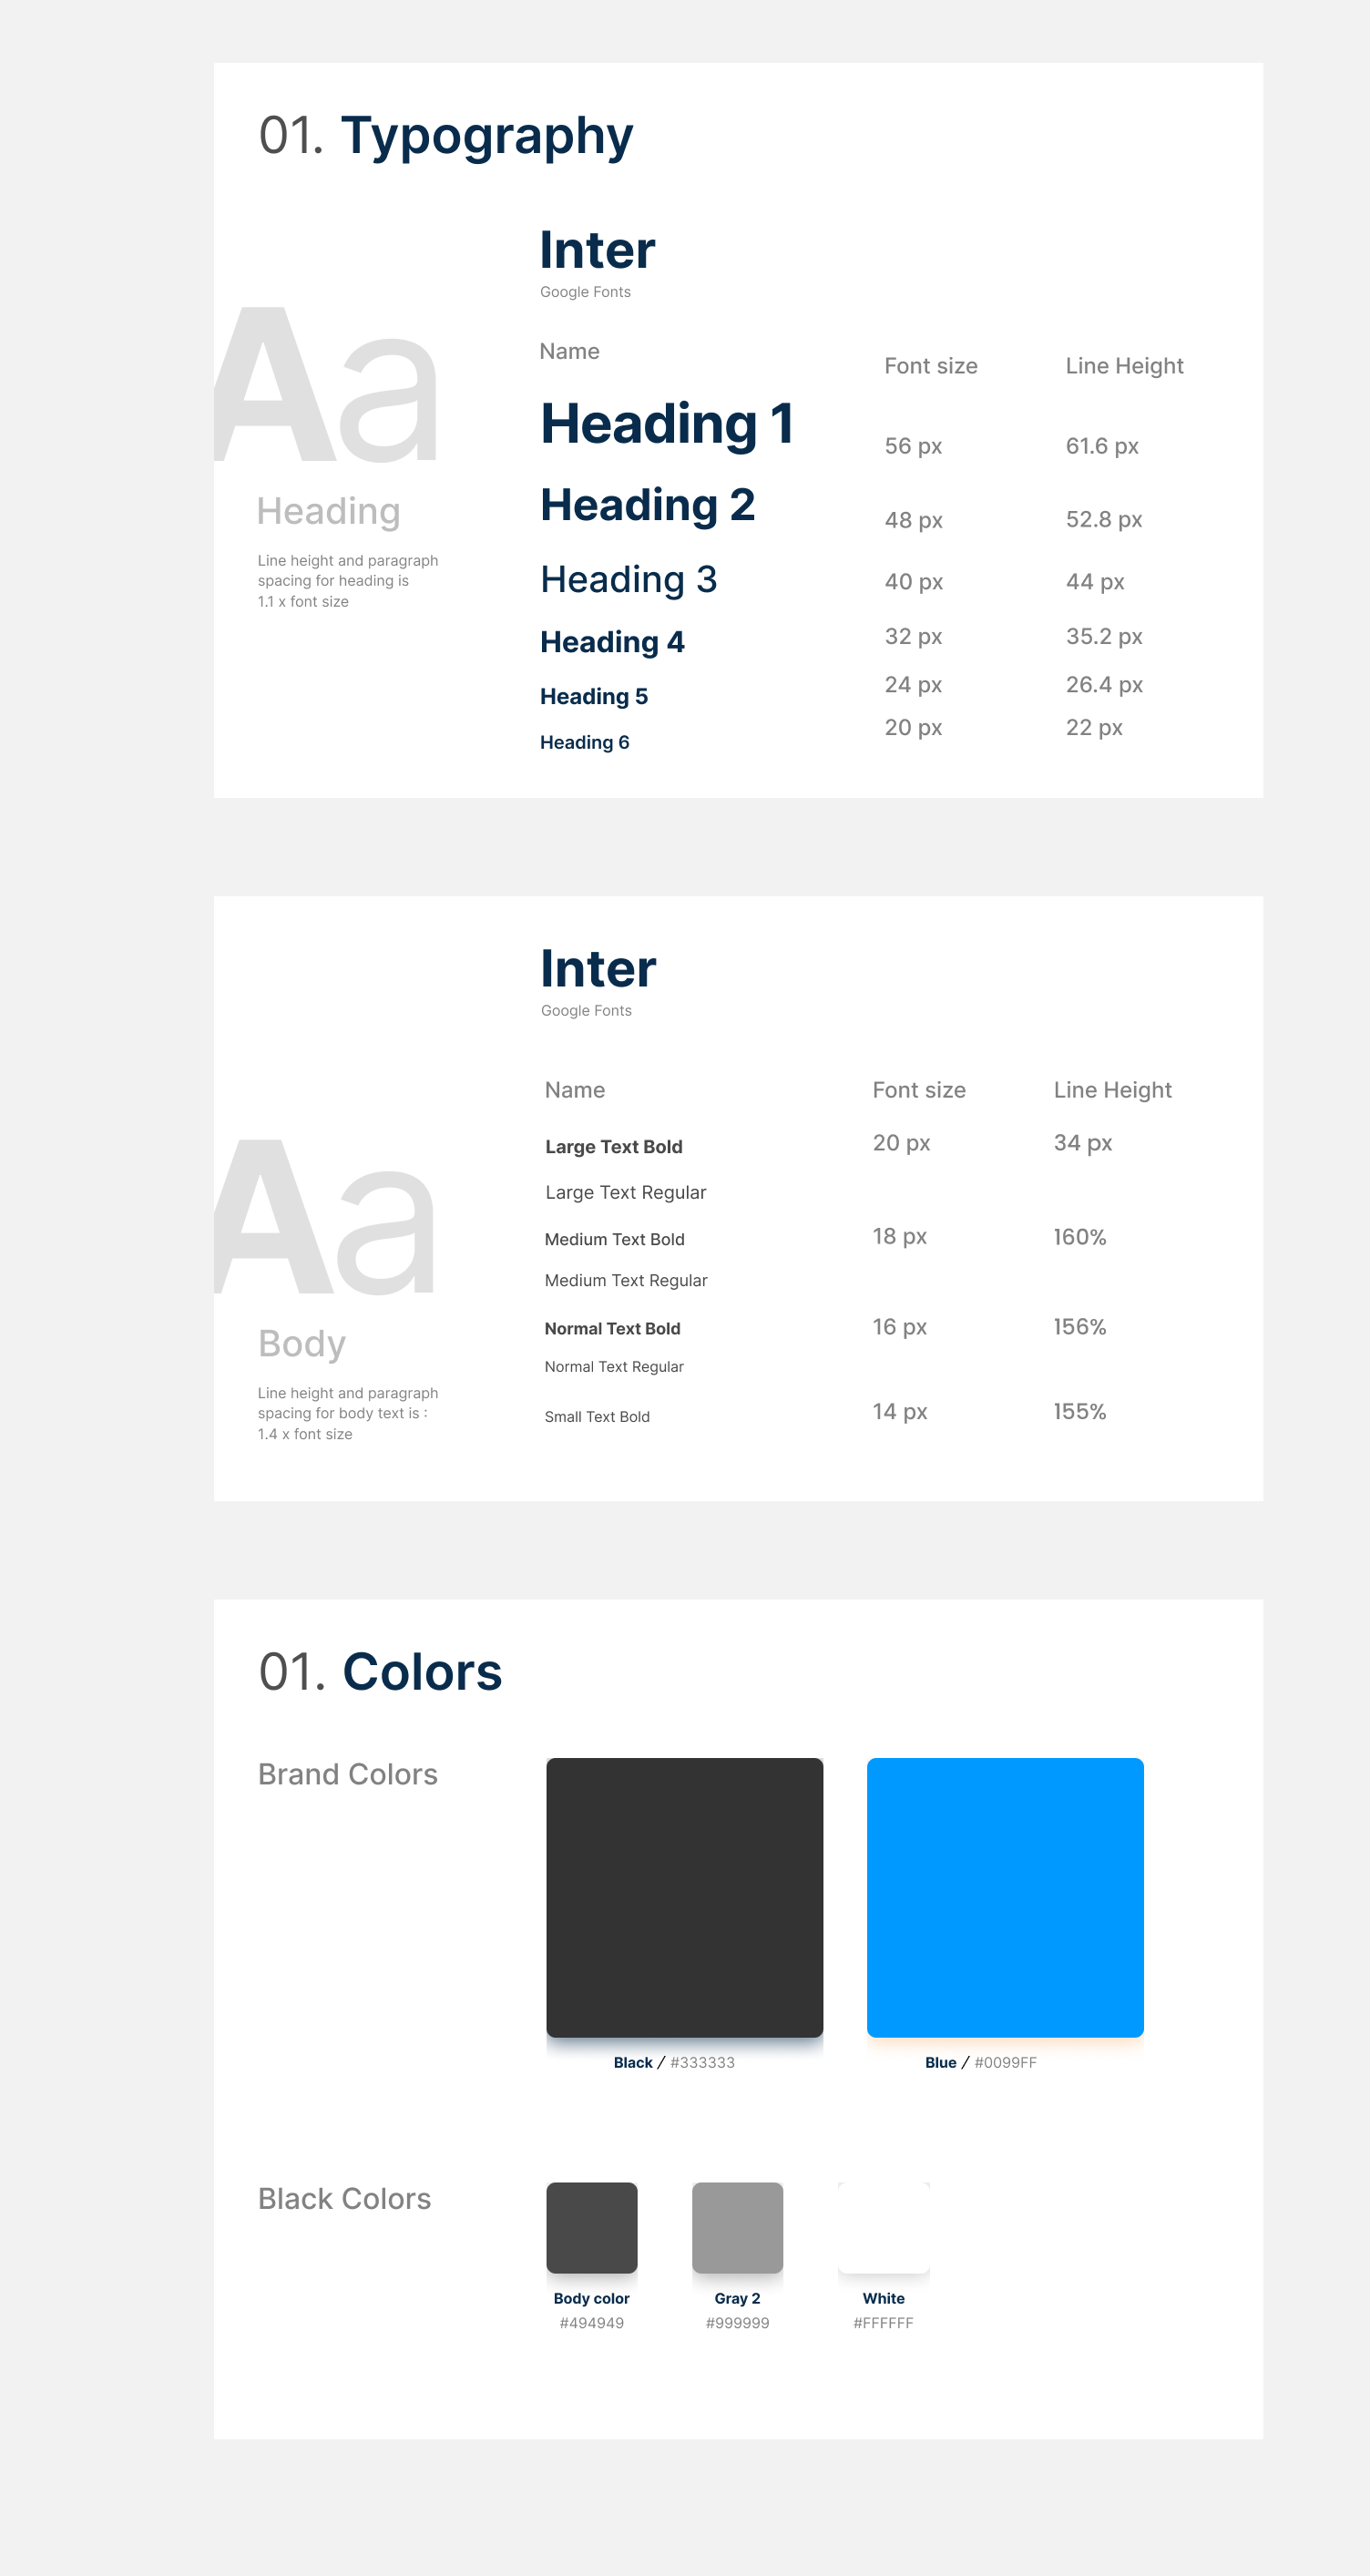 01. Typography
Inter
Google Fonts
Name Font size Line Height
Aa
Heading
Line height and paragraph
spacing for heading is
1.1 x font size
Heading 1 56 px 61.6 px
Heading 2 48 px 52.8 px
Heading 3 40 px 44 px
Heading 4 32 px 35.2 px
Heading 5 24 px 26.4 px
Heading 6 20 px 22 px
Inter
Google Fonts
Aa
Body
Line height and paragraph
spacing for body text is :
1.4 x font size
Name Font size Line Height
Large Text Bold 20 px 34 px
Large Text Regular
Medium Text Bold 18 px 160%
Medium Text Regular
Normal Text Bold 16 px 156%
Normal Text Regular
Small Text Bold 14 px 155%
01. Colors
Brand Colors
Black / #333333
Blue / #0099FF
Black Colors
Body color
#494949
Gray 2
#999999
White
#FFFFFF